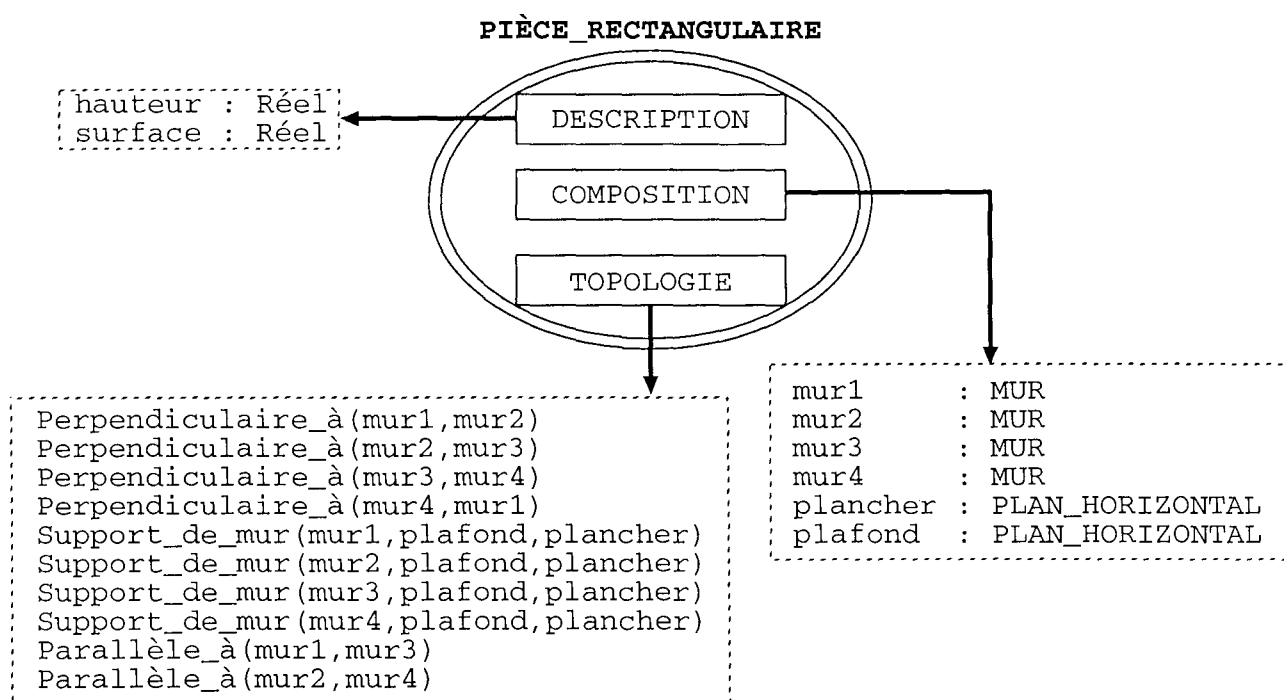 PIÈCE_RECTANGULAIRE
hauteur : Réel
surface : Réel
DESCRIPTION
COMPOSITION
TOPOLOGIE
Perpendiculaire_à(mur1,mur2)
Perpendiculaire_à(mur2,mur3)
Perpendiculaire_à(mur3,mur4)
Perpendiculaire_à(mur4,mur1)
Support_de_mur(mur1,plafond,plancher)
Support_de_mur(mur2,plafond,plancher)
Support_de_mur(mur3,plafond,plancher)
Support_de_mur(mur4,plafond,plancher)
Parallèle_à(mur1,mur3)
Parallèle_à(mur2,mur4)
mur1 : MUR
mur2 : MUR
mur3 : MUR
mur4 : MUR
plancher : PLAN_HORIZONTAL
plafond : PLAN_HORIZONTAL